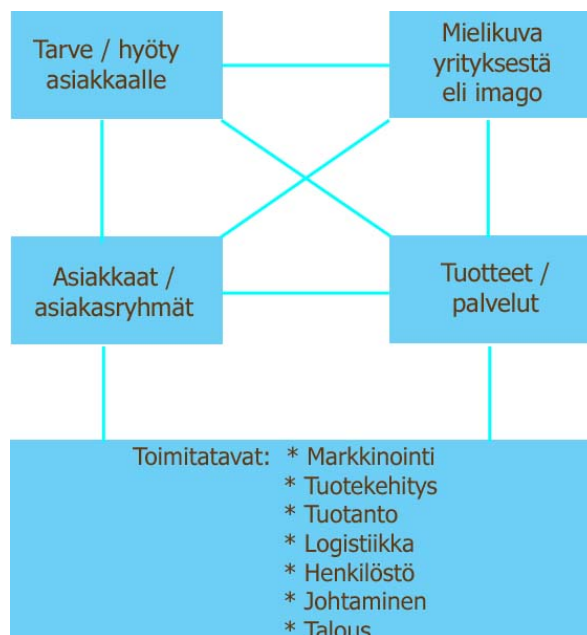 Tarve / hyöty
asiakkaalle
Mielikuva
yrityksestä
eli imago
Asiakkaat /
asiakasryhmät
Tuotteet /
palvelut
Toimitatavat: * Markkinointi
* Tuotekehitys
* Tuotanto
* Logistiikka
* Henkilöstö
* Johtaminen
* Talous